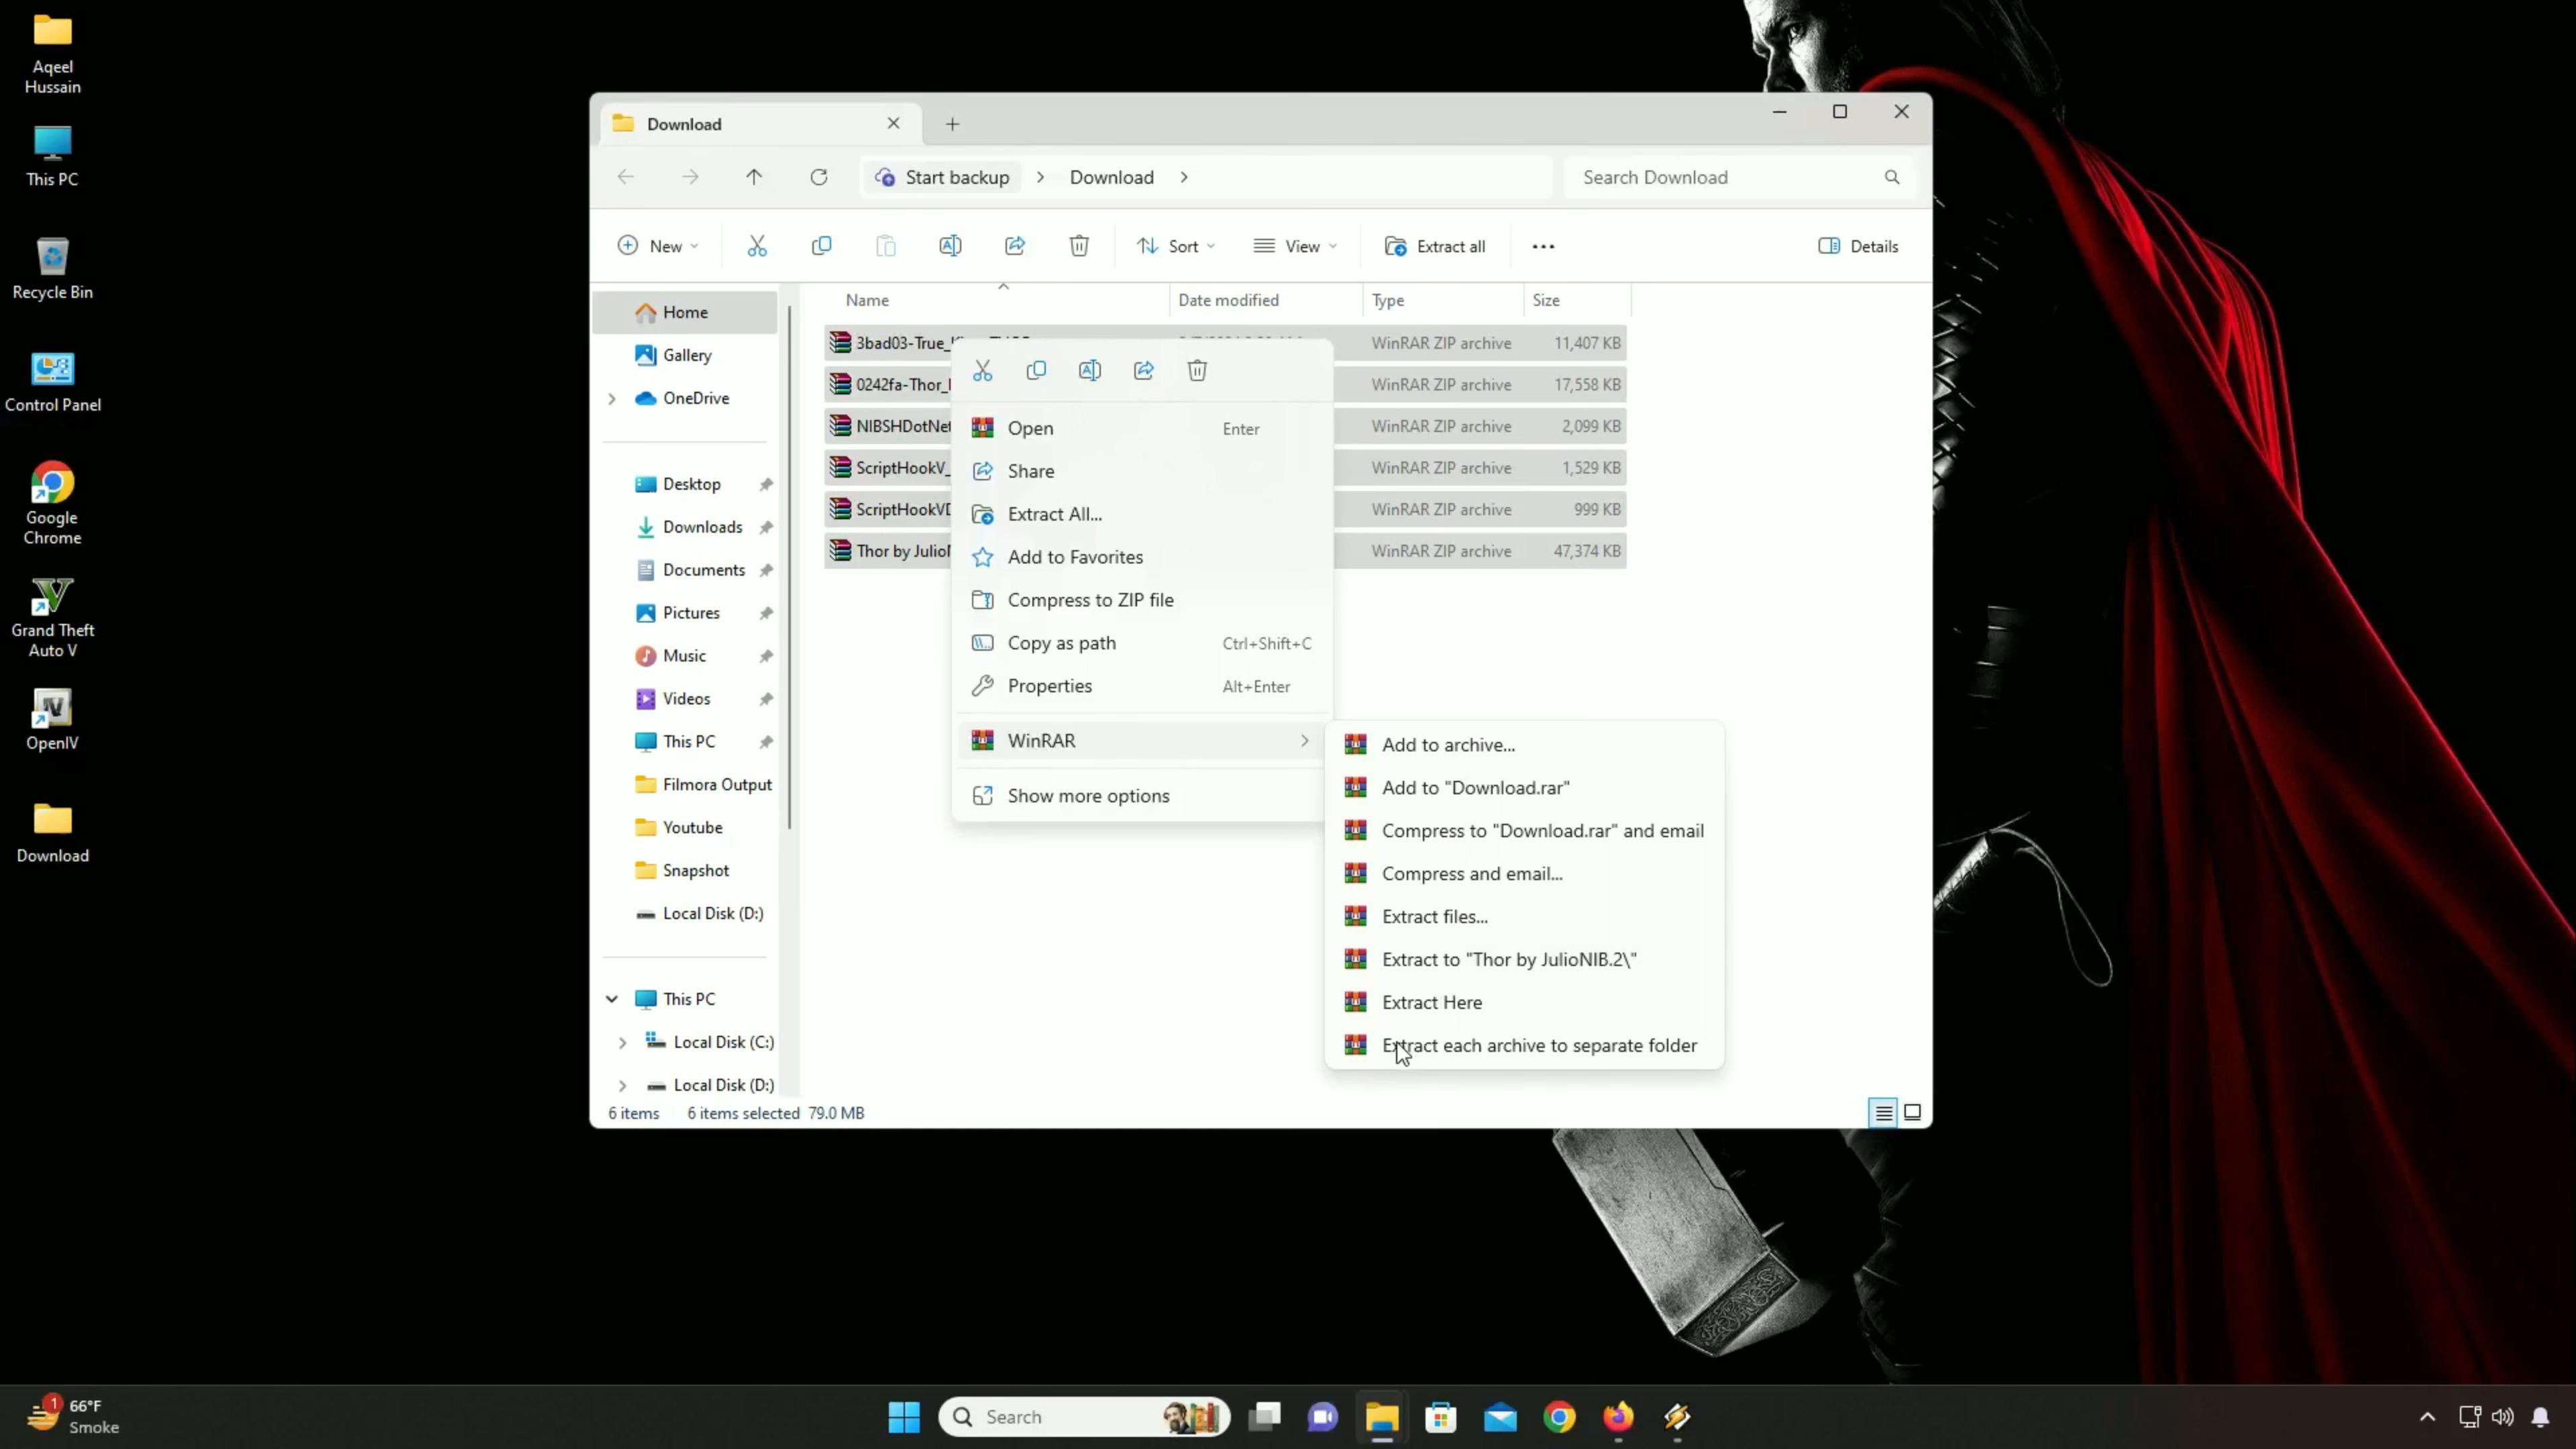 Aqeel
Hussain
This PC
Recycle Bin
Control Panel
Google
Chrome
Grand Theft
Auto V
OpenIV
Download
Download
Start backup
Download
Search Download
New
Sort
View
Extract all
Details
Name
Date modified
Type
Size
Home
Gallery
OneDrive
Desktop
Downloads
Documents
Pictures
Music
Videos
This PC
Filmora Output
Youtube
Snapshot
Local Disk (D:)
This PC
Local Disk (C:)
Local Disk (D:)
3bad03-True_
WinRAR ZIP archive
11,407 KB
0242fa-Thor_
WinRAR ZIP archive
17,558 KB
NIBSHDotNet
WinRAR ZIP archive
2,099 KB
ScriptHookV_
WinRAR ZIP archive
1,529 KB
ScriptHookVD
WinRAR ZIP archive
999 KB
Thor by JulioN
WinRAR ZIP archive
47,374 KB
Open Enter
Share
Extract All...
Add to Favorites
Compress to ZIP file
Copy as path Ctrl+Shift+C
Properties Alt+Enter
WinRAR
Show more options
Add to archive...
Add to "Download.rar"
Compress to "Download.rar" and email
Compress and email...
Extract files...
Extract to "Thor by JulioNIB.2\"
Extract Here
Extract each archive to separate folder
6 items 6 items selected 79.0 MB
1
66°F
Smoke
Search